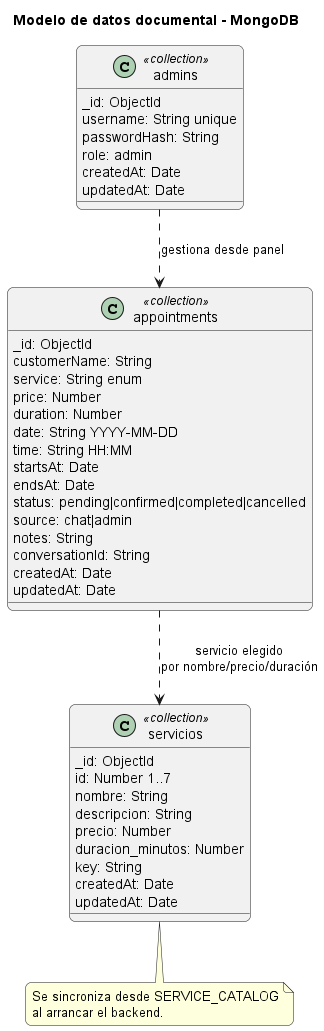 Modelo de datos documental - MongoDB
«collection»
C admins
_id: ObjectId
username: String unique
passwordHash: String
role: admin
createdAt: Date
updatedAt: Date
gestiona desde panel
«collection»
C appointments
_id: ObjectId
customerName: String
service: String enum
price: Number
duration: Number
date: String YYYY-MM-DD
time: String HH:MM
startsAt: Date
endsAt: Date
status: pending|confirmed|completed|cancelled
source: chat|admin
notes: String
conversationId: String
createdAt: Date
updatedAt: Date
servicio elegido
por nombre/precio/duración
«collection»
C servicios
_id: ObjectId
id: Number 1..7
nombre: String
descripcion: String
precio: Number
duracion_minutos: Number
key: String
createdAt: Date
updatedAt: Date
Se sincroniza desde SERVICE_CATALOG
al arrancar el backend.